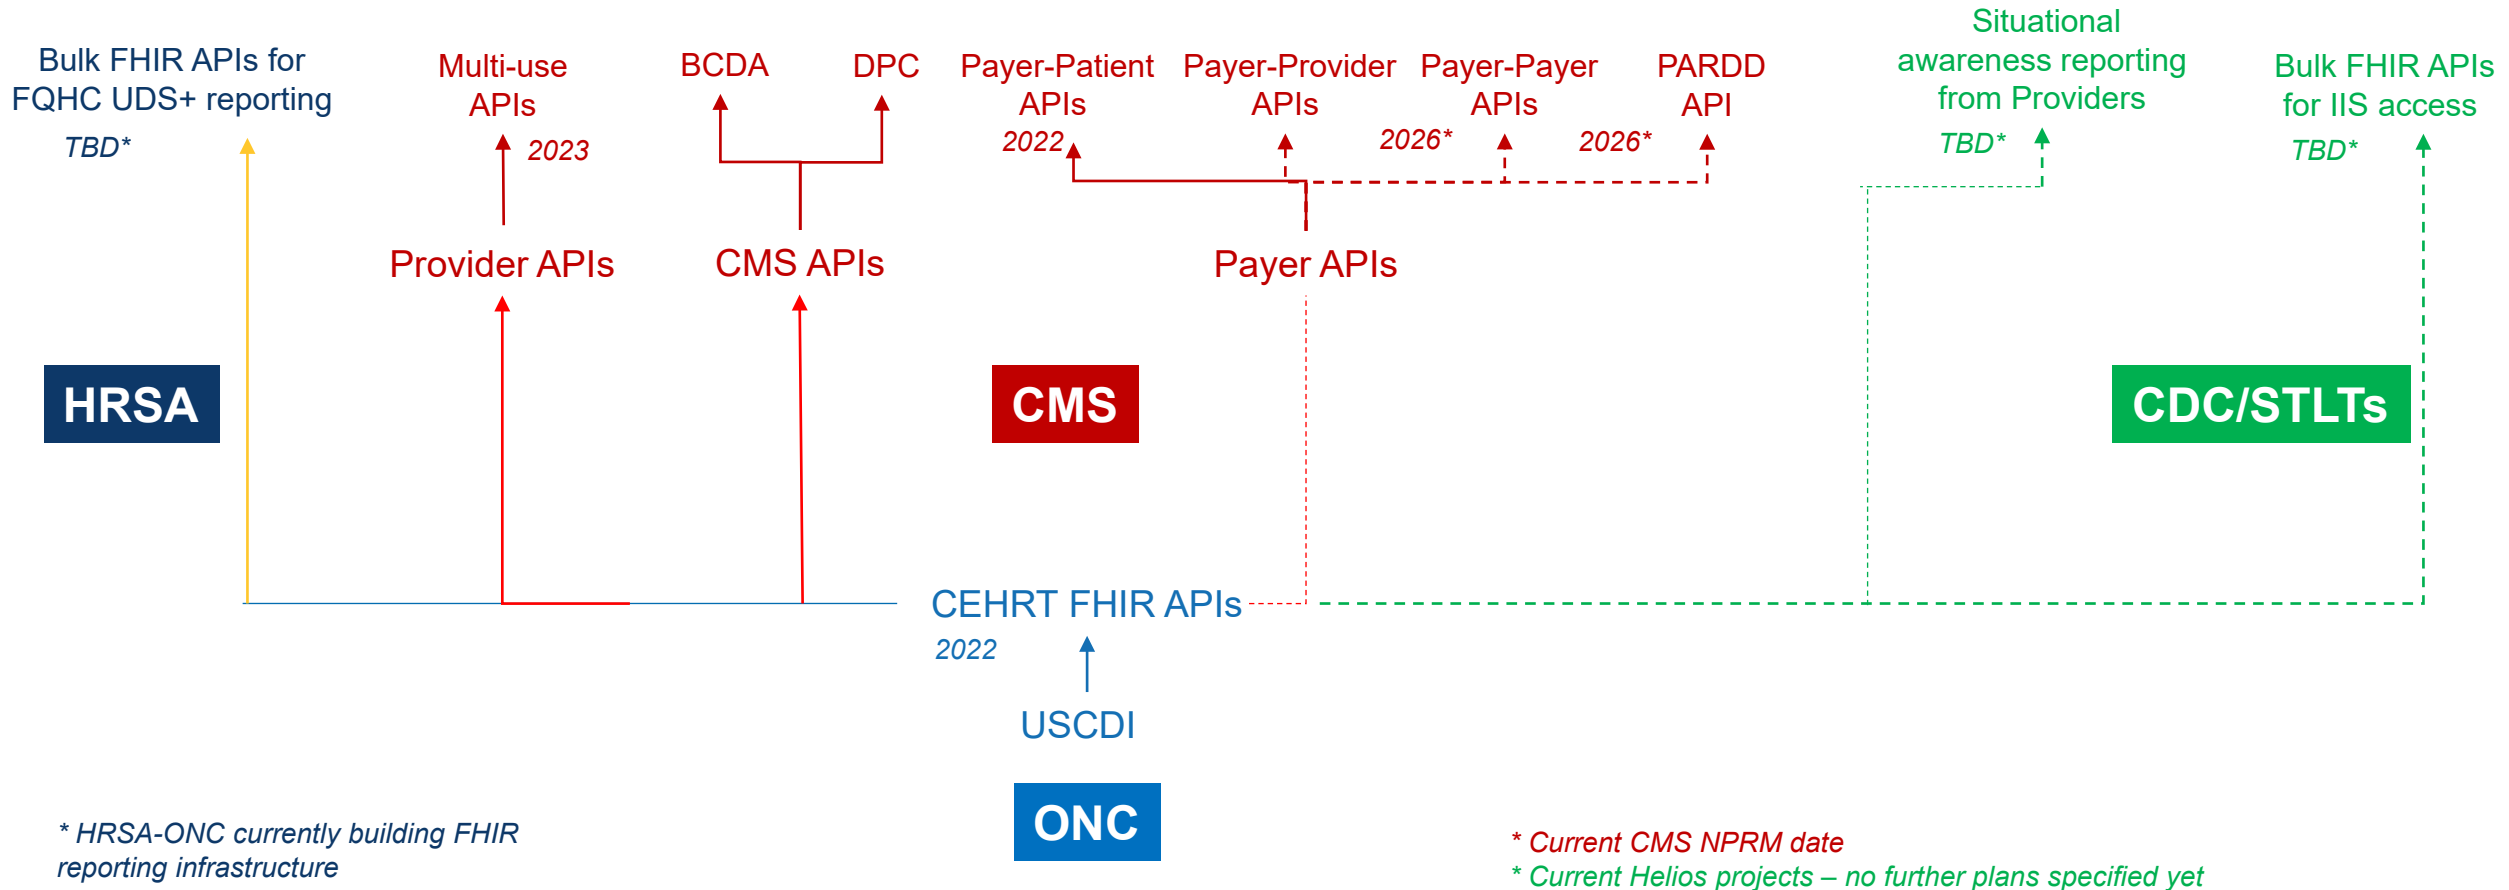 Bulk FHIR APIs for
FQHC UDS+ reporting
TBD*
Multi-use
APIs
2023
BCDA
DPC
Payer-Patient
APIs
2022
Payer-Provider
APIs
Payer-Payer
APIs
2026*
PARDD
API
2026*
Situational
awareness reporting
from Providers
TBD*
Bulk FHIR APIs
for IIS access
TBD*
Provider APIs
CMS APIs
Payer APIs
HRSA
CMS
CDC/STLTs
CEHRT FHIR APIs
2022
USCDI
ONC
* HRSA-ONC currently building FHIR
reporting infrastructure
* Current CMS NPRM date
* Current Helios projects – no further plans specified yet